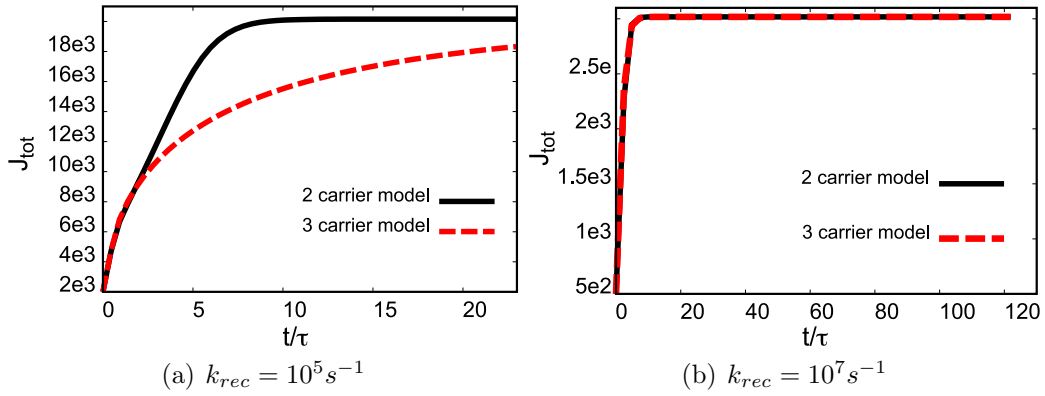 18e3
16e3
14e3
12e3
10e3
8e3
6e3
4e3
2e3
J_tot
0 5 10 15 20
t/τ
2 carrier model
3 carrier model
(a) k_rec = 10^5 s^-1
2.5e
2e3
1.5e3
1e3
5e2
J_tot
0 20 40 60 80 100 120
t/τ
2 carrier model
3 carrier model
(b) k_rec = 10^7 s^-1